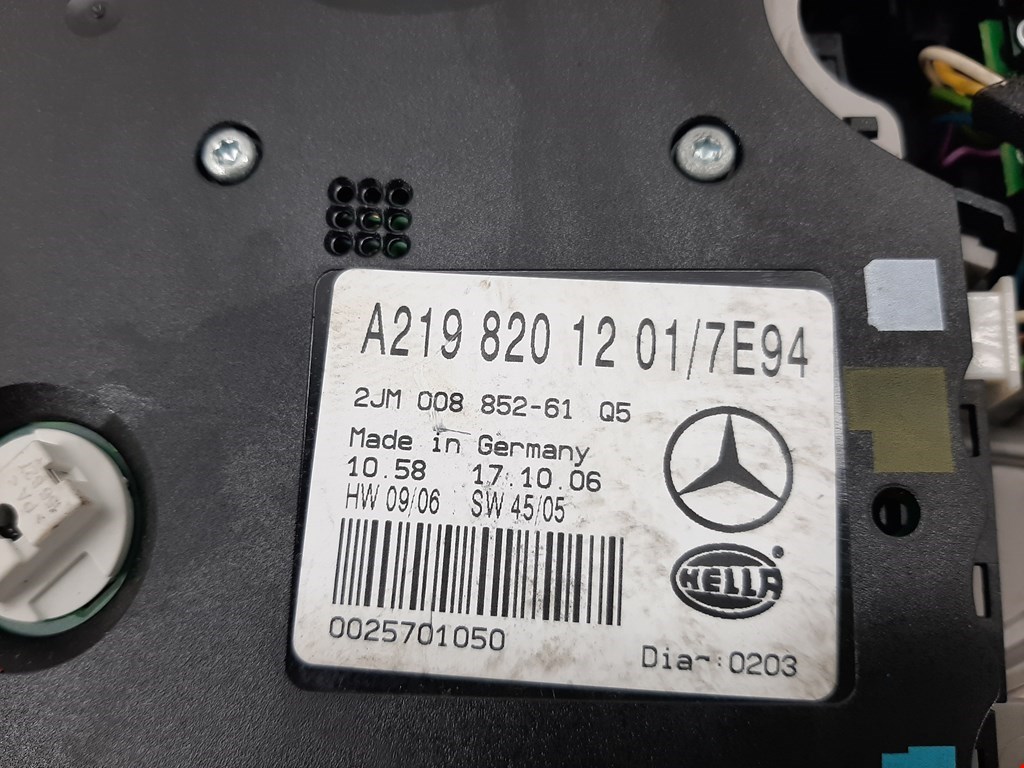 A219 820 12 01/7E94
2JM 008 852-61 Q5
Made in Germany
10.58 17.10.06
HW 09/06 SW 45/05
HELLA
0025701050
Dia-:0203